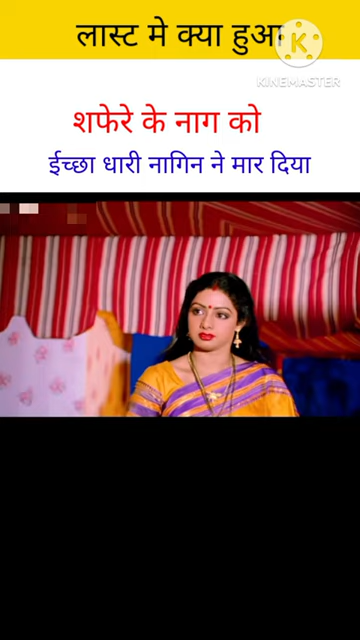 लास्ट मे क्या हुआ
KINEMASTER
शफेरे के नाग को
ईच्छा धारी नागिन ने मार दिया